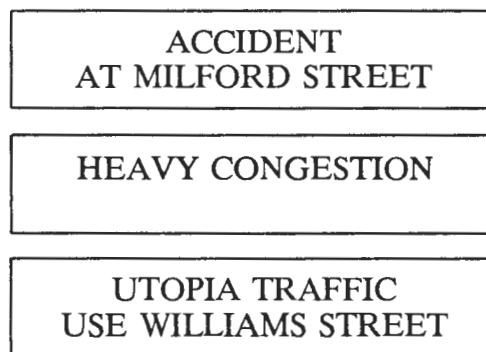 ACCIDENT
AT MILFORD STREET
HEAVY CONGESTION
UTOPIA TRAFFIC
USE WILLIAMS STREET